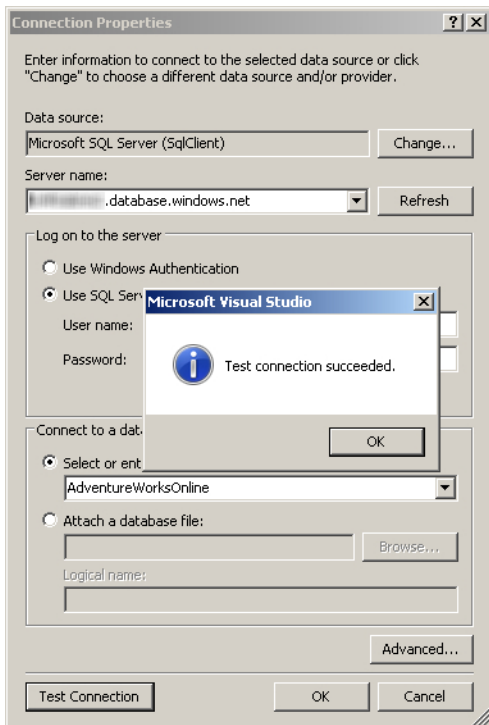 Connection Properties
Enter information to connect to the selected data source or click
"Change" to choose a different data source and/or provider.
Data source:
Microsoft SQL Server (SqlClient)
Change...
Server name:
.database.windows.net
Refresh
Log on to the server
Use Windows Authentication
Use SQL Serv
User name:
Password:
Microsoft Visual Studio
Test connection succeeded.
OK
Connect to a dat
Select or ent
AdventureWorksOnline
Attach a database file:
Browse...
Logical name:
Advanced...
Test Connection
OK
Cancel